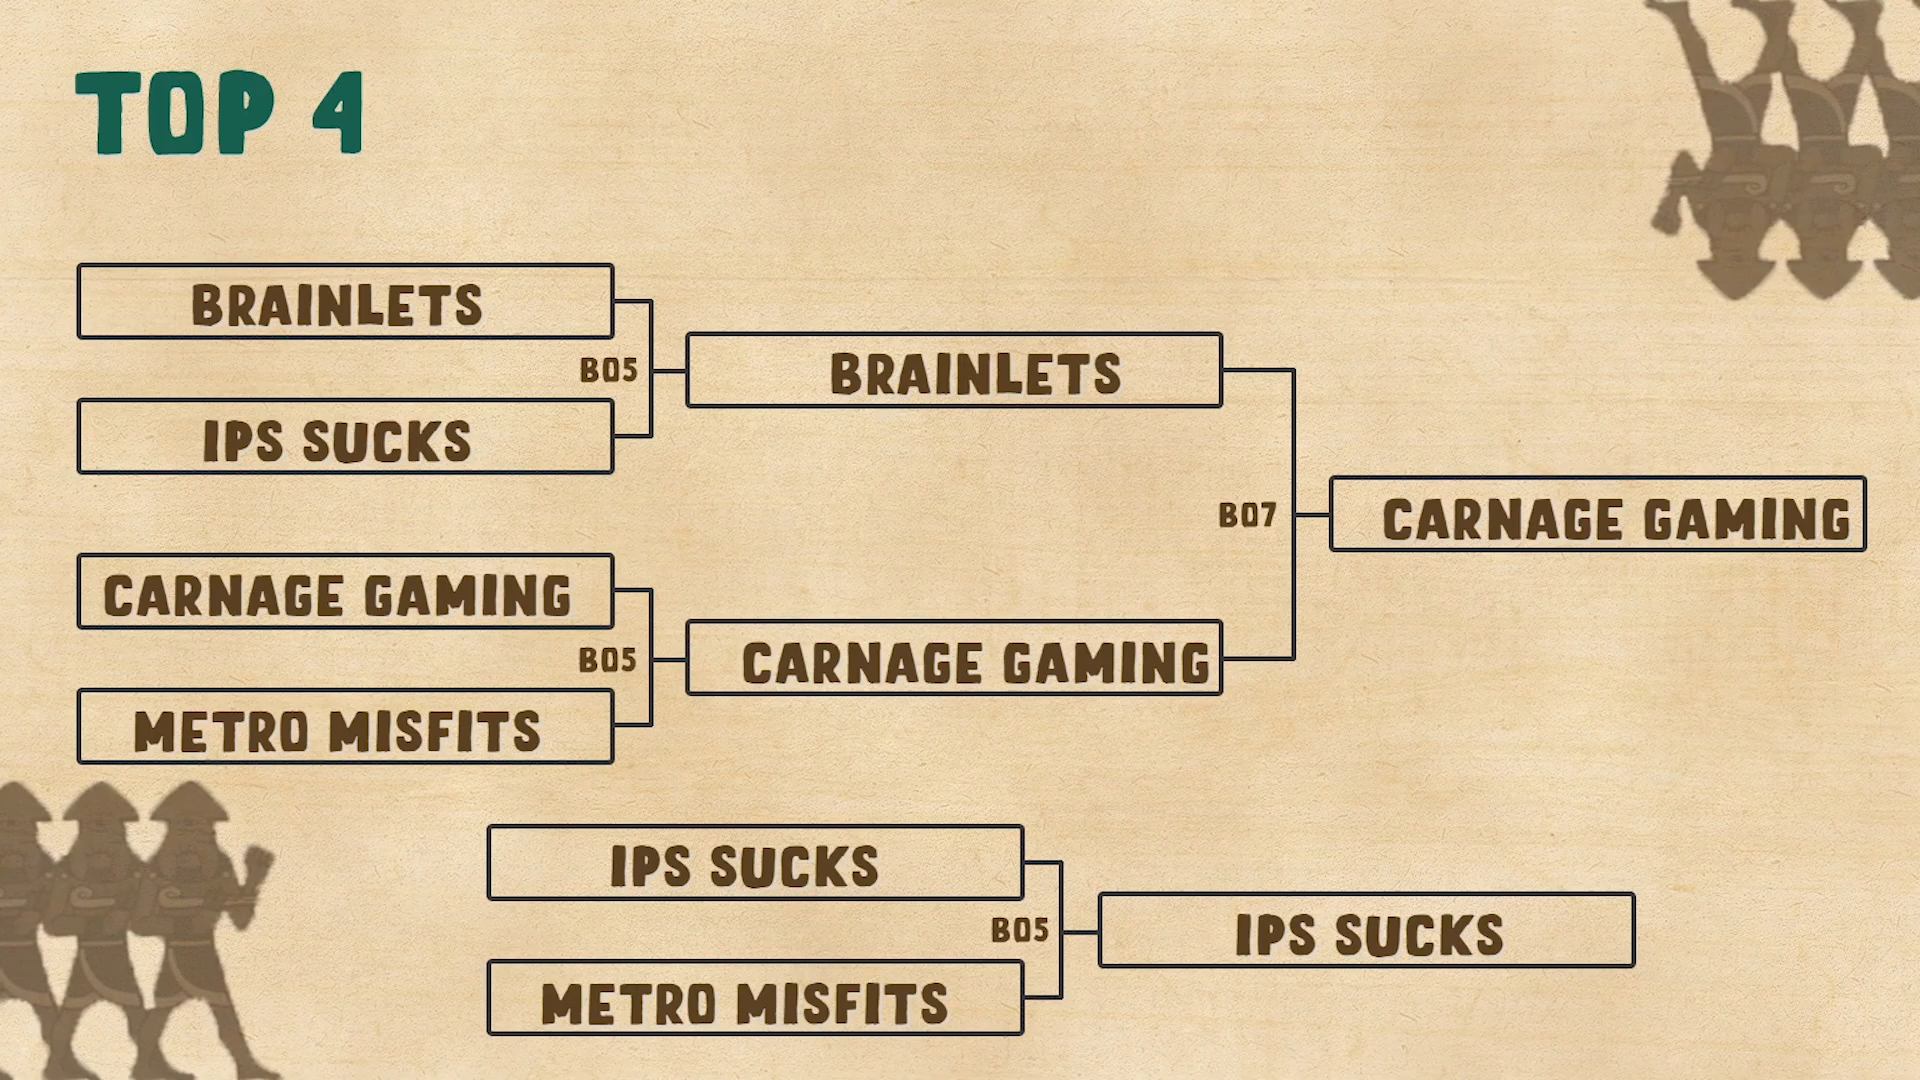 TOP 4
BRAINLETS
BO5
IPS SUCKS
BRAINLETS
CARNAGE GAMING
BO5
METRO MISFITS
CARNAGE GAMING
BO7
CARNAGE GAMING
IPS SUCKS
BO5
METRO MISFITS
IPS SUCKS